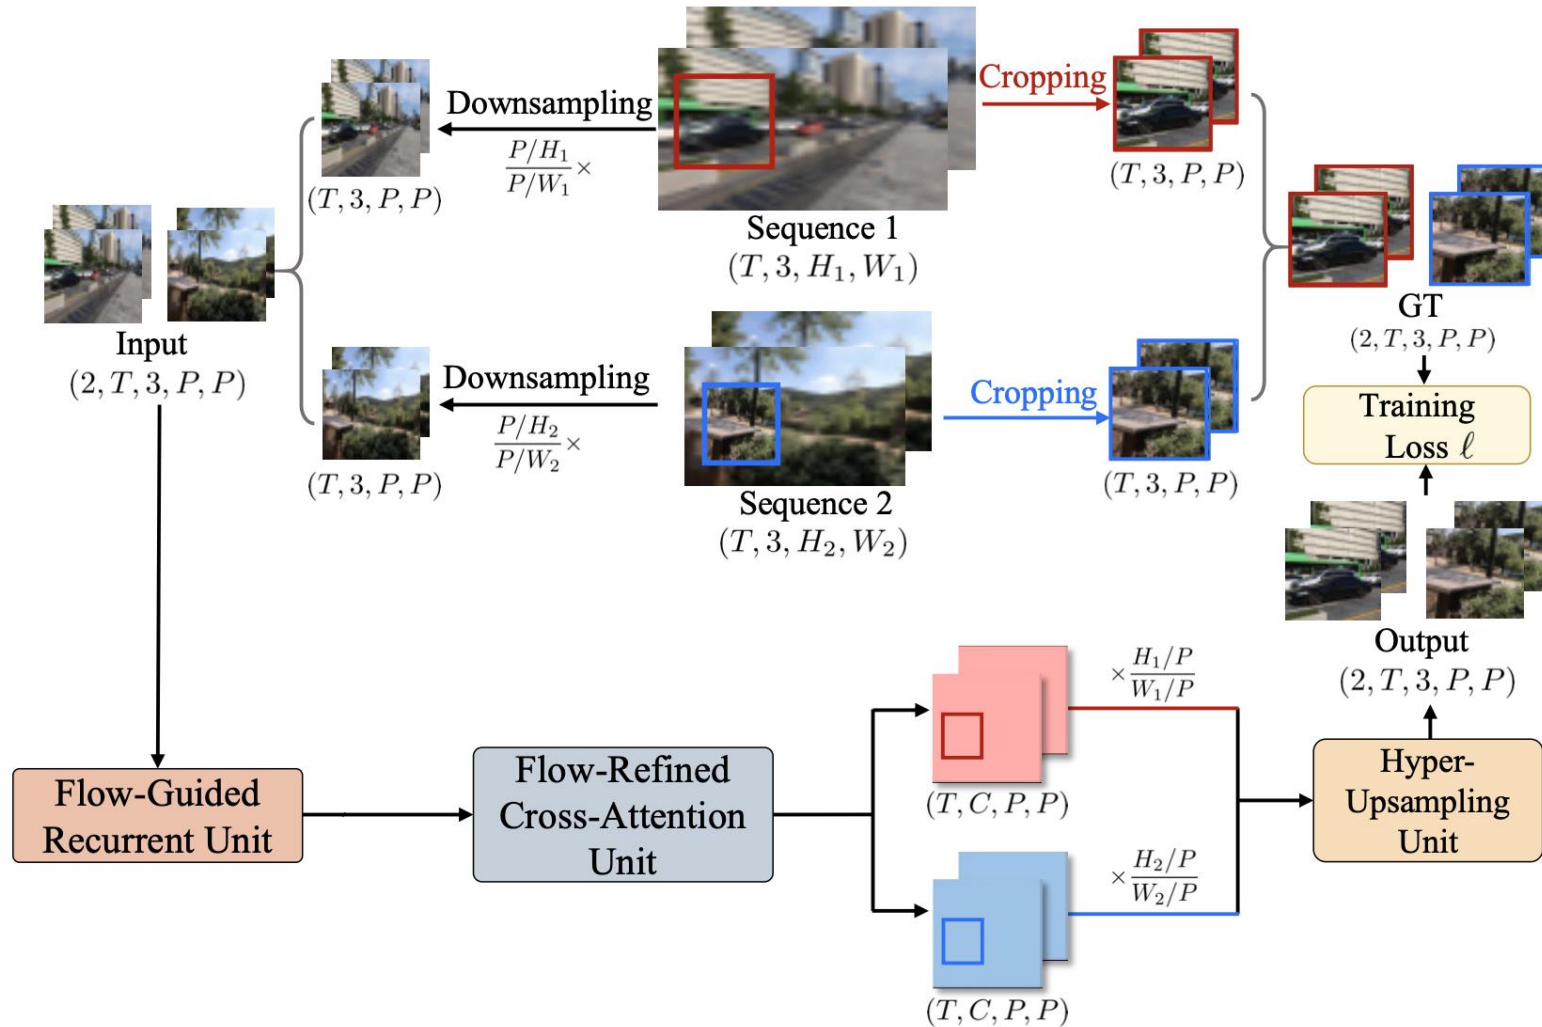 Downsampling
P/H₁
P/W₁ ×
(T, 3, P, P)
Sequence 1
(T, 3, H₁, W₁)
Cropping
(T, 3, P, P)
Input
(2, T, 3, P, P)
Downsampling
P/H₂
P/W₂ ×
(T, 3, P, P)
Sequence 2
(T, 3, H₂, W₂)
Cropping
(T, 3, P, P)
GT
(2, T, 3, P, P)
Training
Loss ℓ
Output
(2, T, 3, P, P)
Flow-Guided
Recurrent Unit
Flow-Refined
Cross-Attention
Unit
(T, C, P, P)
× H₁/P
W₁/P
(T, C, P, P)
× H₂/P
W₂/P
Hyper-
Upsampling
Unit